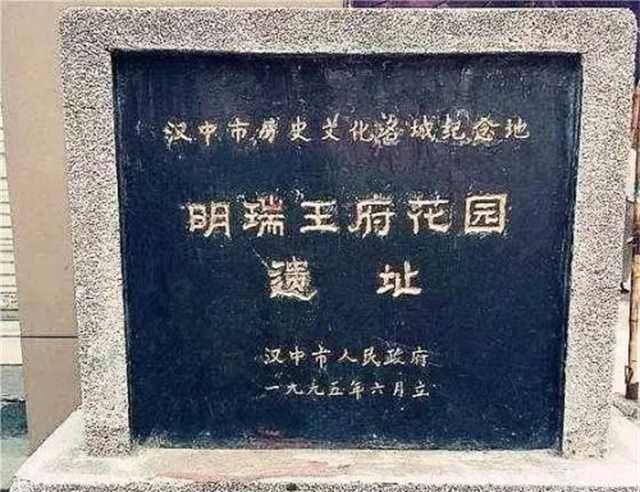 汉中市历史文化名城纪念地
明瑞王府花园
遗址
汉中市人民政府
一九九五年六月立